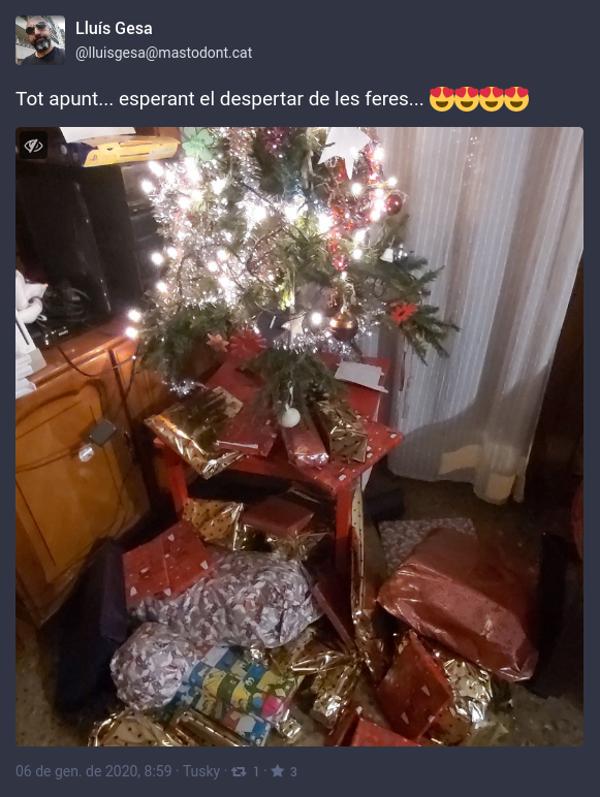 Lluís Gesa
@lluisgesa@mastodont.cat
Tot apunt... esperant el despertar de les feres... 😍😍😍😍
06 de gen. de 2020, 8:59 · Tusky · 1 · 3